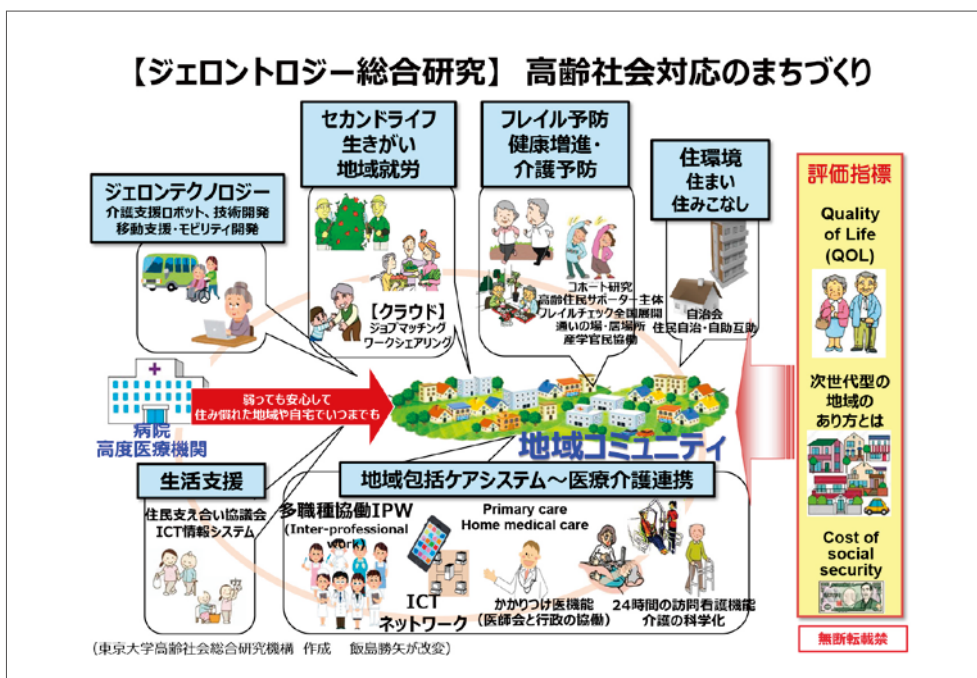 【ジェロントロジー総合研究】 高齢社会対応のまちづくり
ジェロンテクノロジー
介護支援ロボット、技術開発
移動支援・モビリティ開発
セカンドライフ
生きがい
地域就労
【クラウド】
ジョブマッチング
ワークシェアリング
フレイル予防
健康増進・
介護予防
コホート研究
高齢住民サポーター主体
フレイルチェック全国展開
通いの場・居場所
産学官民協働
住環境
住まい
住みこなし
自治会
住民自治・自助互助
評価指標
Quality
of Life
(QOL)
次世代型の
地域の
あり方とは
Cost of
social
security
病院
高度医療機関
弱っても安心して
住み慣れた地域や自宅でいつまでも
地域コミュニティ
生活支援
住民支え合い協議会
ICT情報システム
地域包括ケアシステム～医療介護連携
多職種協働IPW
(Inter-professional
work)
ICT
ネットワーク
Primary care
Home medical care
かかりつけ医機能
(医師会と行政の協働)
24時間の訪問看護機能
介護の科学化
無断転載禁
(東京大学高齢社会総合研究機構 作成 飯島勝矢が改変)